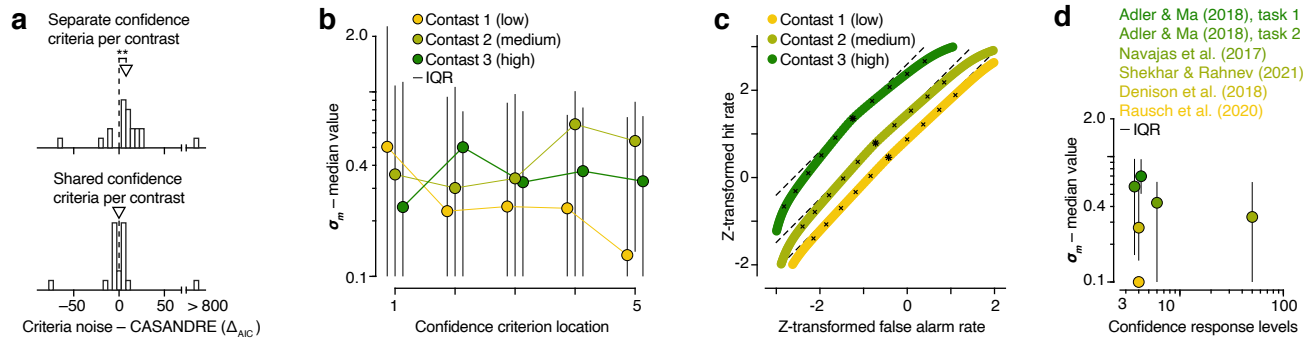 a
Separate confidence
criteria per contrast
**
Shared confidence
criteria per contrast
−50 0 50 > 800
Criteria noise – CASANDRE (ΔAIC)
b
Contast 1 (low)
Contast 2 (medium)
Contast 3 (high)
IQR
2.0
0.4
0.1
σm – median value
1 5
Confidence criterion location
c
Contast 1 (low)
Contast 2 (medium)
Contast 3 (high)
2
0
-2
Z-transformed hit rate
-2 0 2
Z-transformed false alarm rate
d
Adler & Ma (2018), task 1
Adler & Ma (2018), task 2
Navajas et al. (2017)
Shekhar & Rahnev (2021)
Denison et al. (2018)
Rausch et al. (2020)
IQR
2.0
0.4
0.1
σm – median value
3 10 100
Confidence response levels